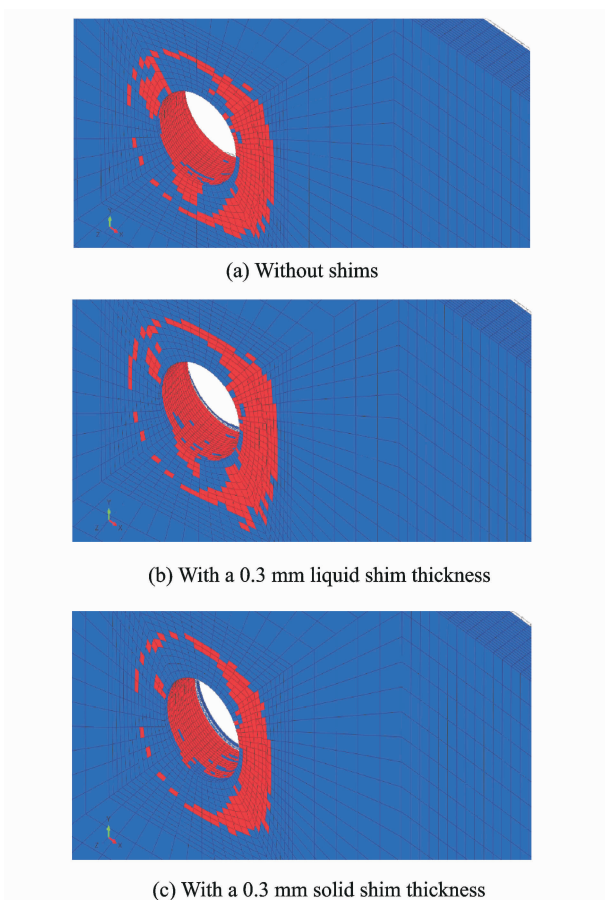 (a) Without shims
(b) With a 0.3 mm liquid shim thickness
(c) With a 0.3 mm solid shim thickness